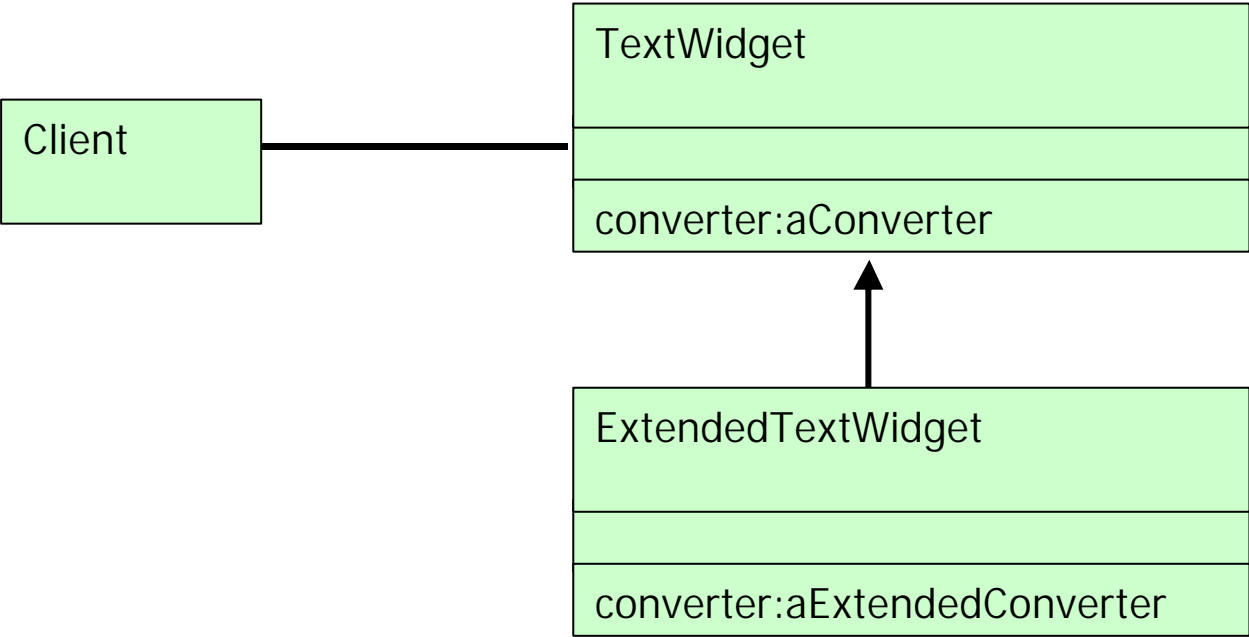 TextWidget
Client
converter:aConverter
ExtendedTextWidget
converter:aExtendedConverter